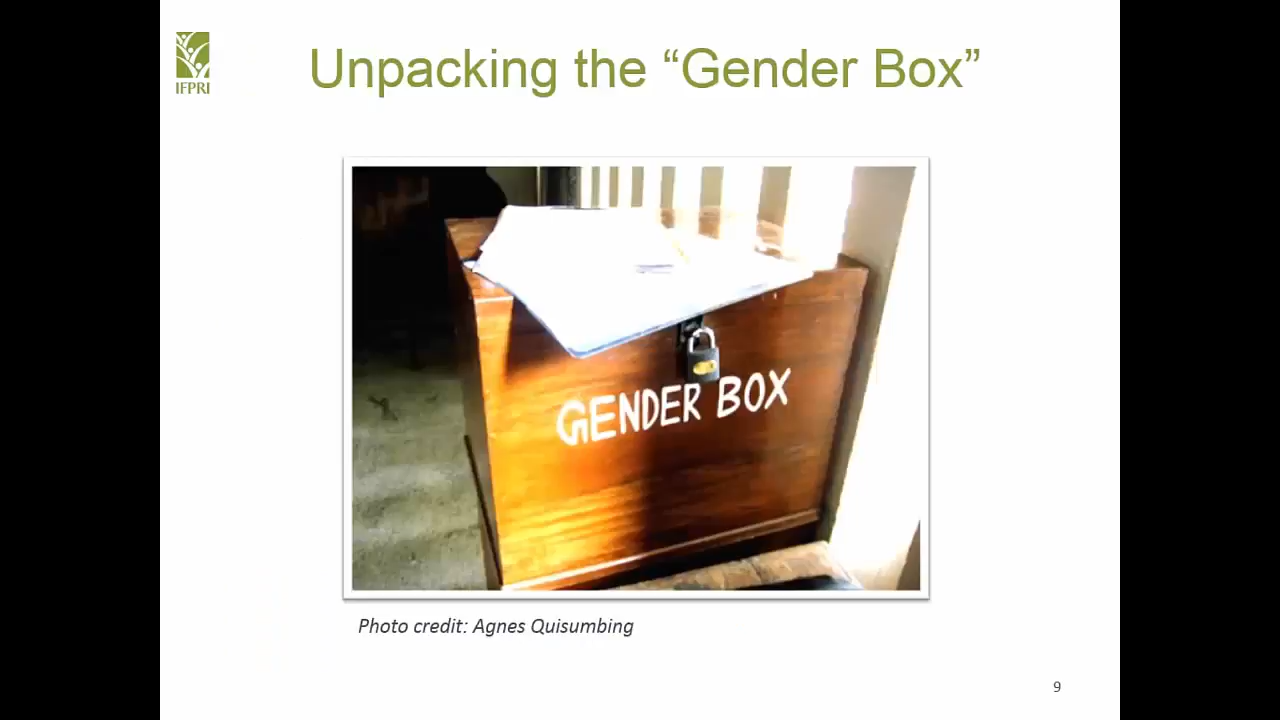 IFPRI
Unpacking the “Gender Box”
GENDER BOX
Photo credit: Agnes Quisumbing
9